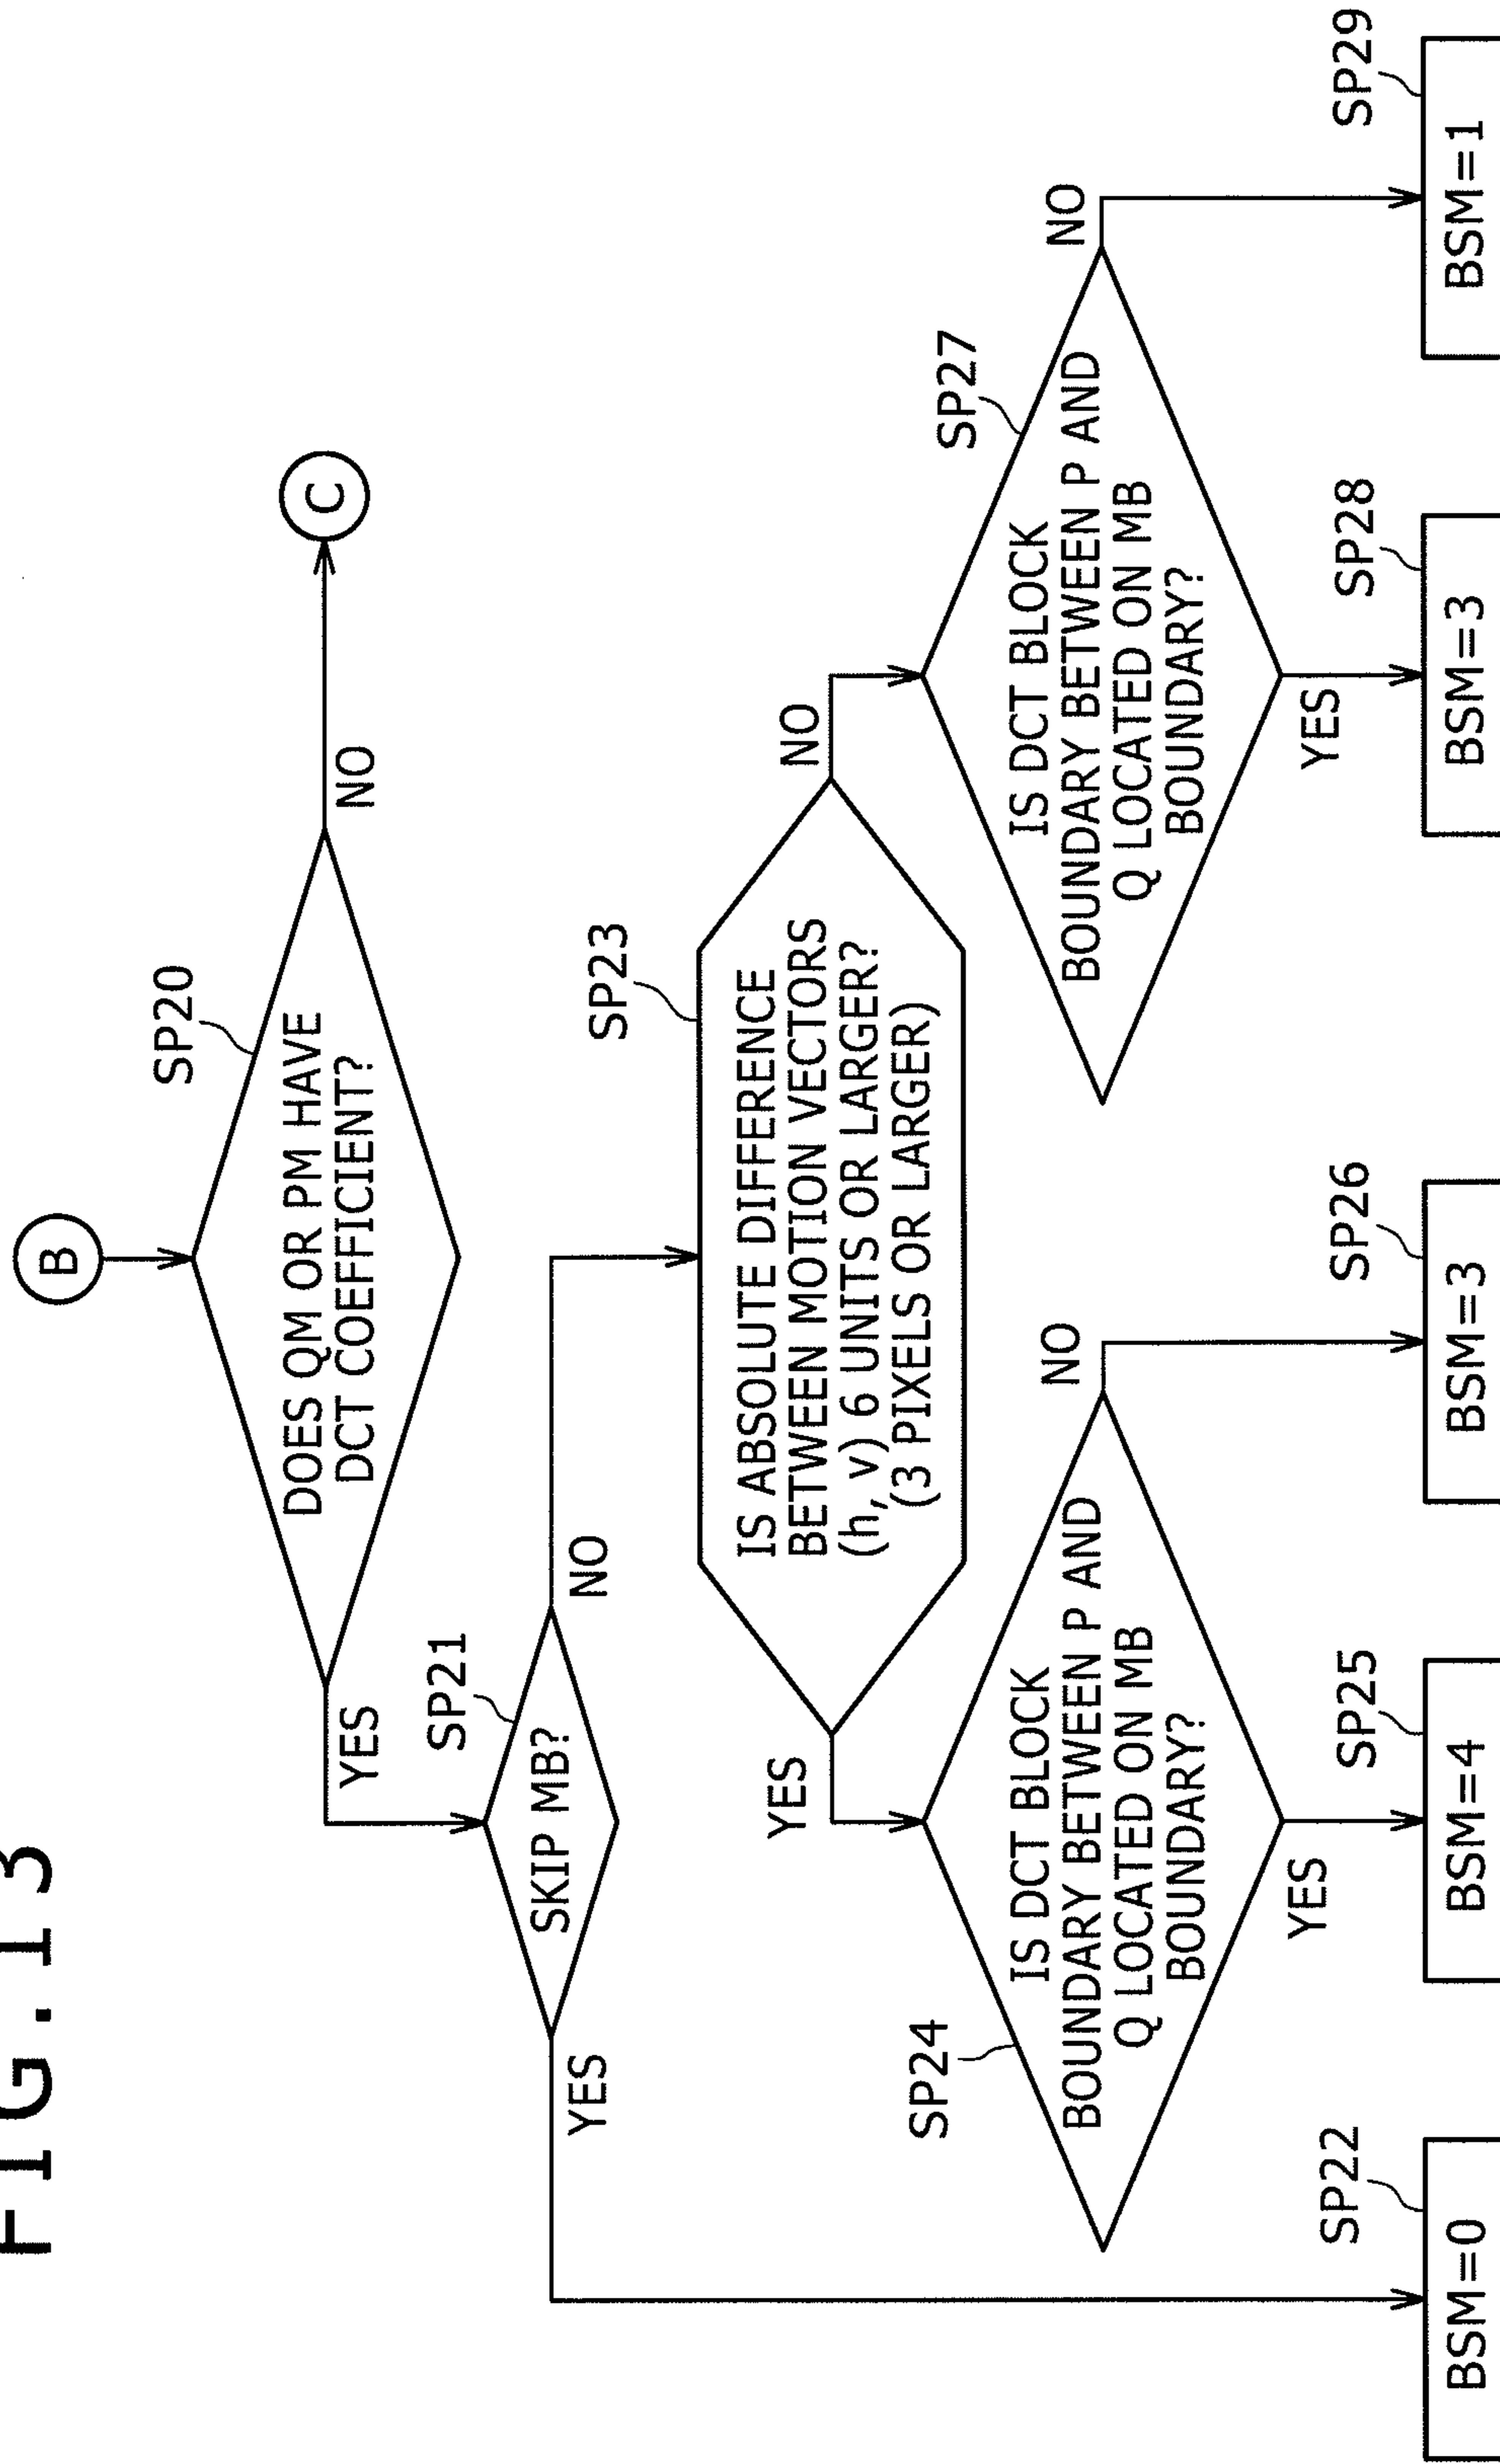 FIG.13
B
SP20
DOES QM OR PM HAVE
DCT COEFFICIENT?
YES
NO
C
SP21
SKIP MB?
YES
NO
SP23
IS ABSOLUTE DIFFERENCE
BETWEEN MOTION VECTORS
(h, v) 6 UNITS OR LARGER?
(3 PIXELS OR LARGER)
YES
NO
SP24
IS DCT BLOCK
BOUNDARY BETWEEN P AND
Q LOCATED ON MB
BOUNDARY?
YES
NO
SP27
IS DCT BLOCK
BOUNDARY BETWEEN P AND
Q LOCATED ON MB
BOUNDARY?
YES
NO
SP22
BSM=0
SP25
BSM=4
SP26
BSM=3
SP28
BSM=3
SP29
BSM=1